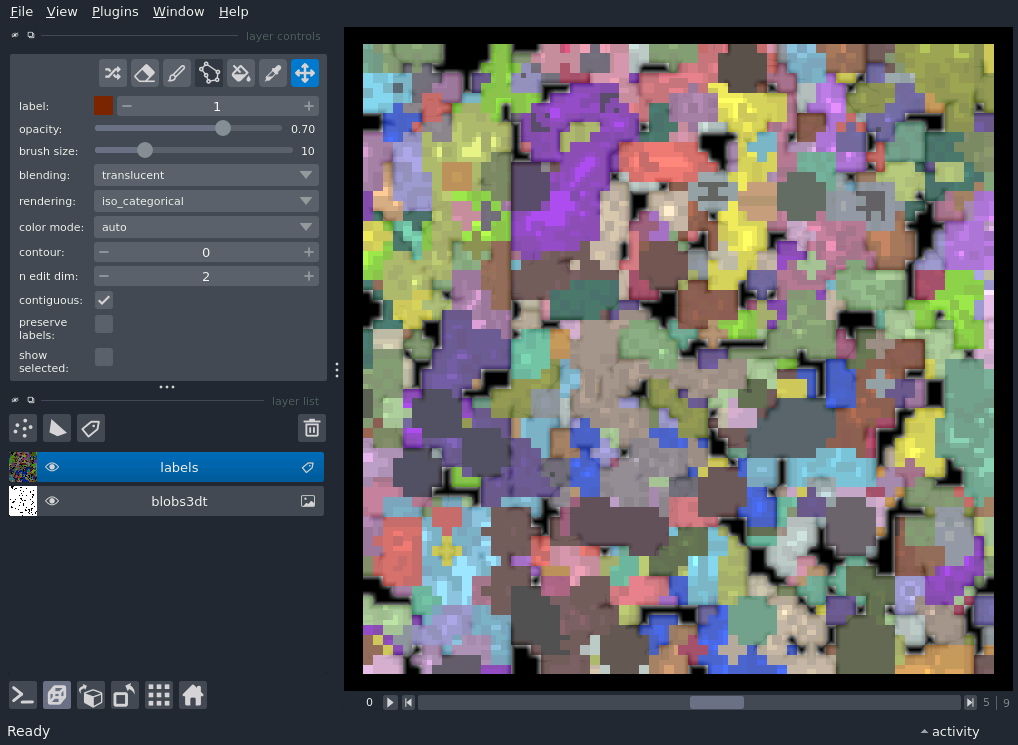 File View Plugins Window Help
layer controls
label: 1
opacity: 0.70
brush size: 10
blending: translucent
rendering: iso_categorical
color mode: auto
contour: 0
n edit dim: 2
contiguous:
preserve
labels:
show
selected:
layer list
labels
blobs3dt
0 5 | 9
Ready activity